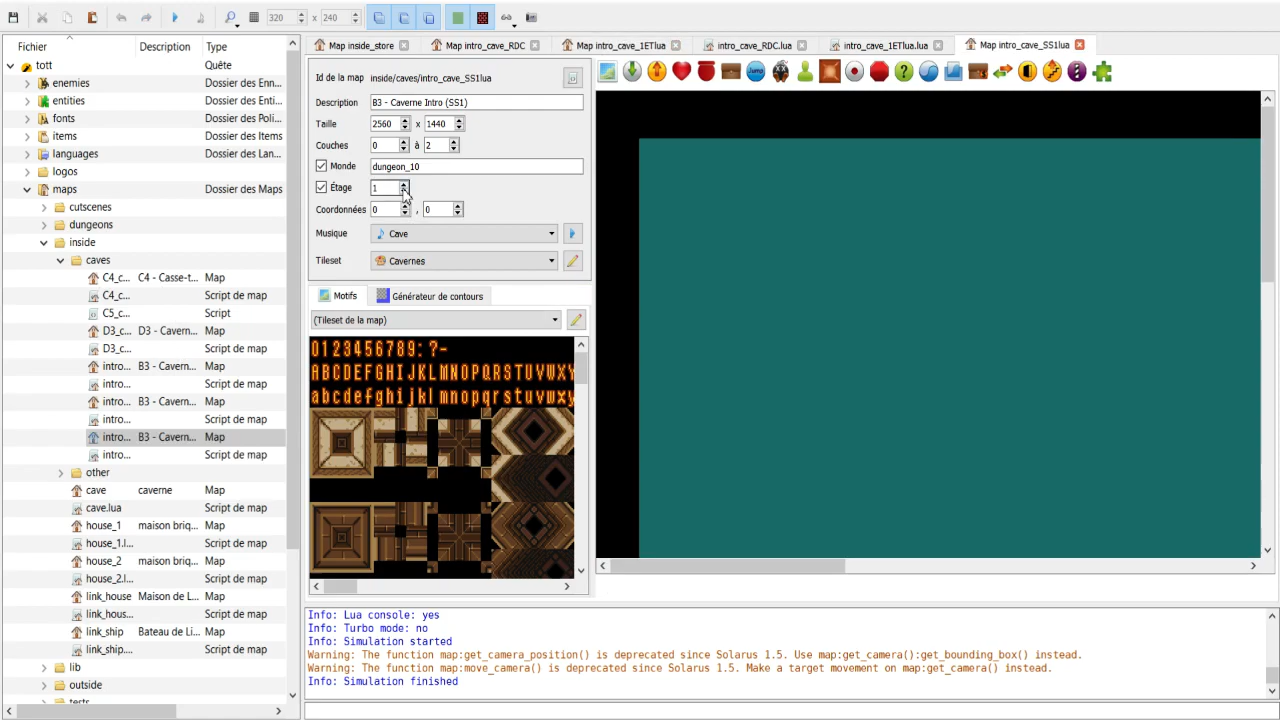 320 x 240
Fichier Description Type
tott Quête
enemies Dossier des Enn...
entities Dossier des Enti...
fonts Dossier des Poli...
items Dossier des Items
languages Dossier des Lan...
logos
maps Dossier des Maps
cutscenes
dungeons
inside
caves
C4_c... C4 - Casse-t... Map
C4_c... Script de map
C5_c... Script
D3_c... D3 - Cavern... Map
D3_c... Script de map
intro... B3 - Cavern... Map
intro... Script de map
intro... B3 - Cavern... Map
intro... Script de map
intro... B3 - Cavern... Map
intro... Script de map
other
cave caverne Map
cave.lua Script de map
house_1 maison briq... Map
house_1.l... Script de map
house_2 maison briq... Map
house_2.l... Script de map
link_house Maison de L... Map
link_hous... Script de map
link_ship Bateau de Li... Map
link_ship.... Script de map
lib
outside
tests
Map inside_store
Map intro_cave_RDC
Map intro_cave_1ETlua
intro_cave_RDC.lua
intro_cave_1ETlua.lua
Map intro_cave_SS1lua
Jump
Id de la map inside/caves/intro_cave_SS1lua
Description B3 - Caverne Intro (SS1)
Taille 2560 x 1440
Couches 0 à 2
Monde dungeon_10
Étage 1
Coordonnées 0 , 0
Musique Cave
Tileset Cavernes
Motifs Générateur de contours
(Tileset de la map)
0123456789:?-
ABCDEFGHIJKLMNOPQRSTUVWXY
abcdefghijklmnopqrstuvwxy
Info: Lua console: yes
Info: Turbo mode: no
Info: Simulation started
Warning: The function map:get_camera_position() is deprecated since Solarus 1.5. Use map:get_camera():get_bounding_box() instead.
Warning: The function map:move_camera() is deprecated since Solarus 1.5. Make a target movement on map:get_camera() instead.
Info: Simulation finished